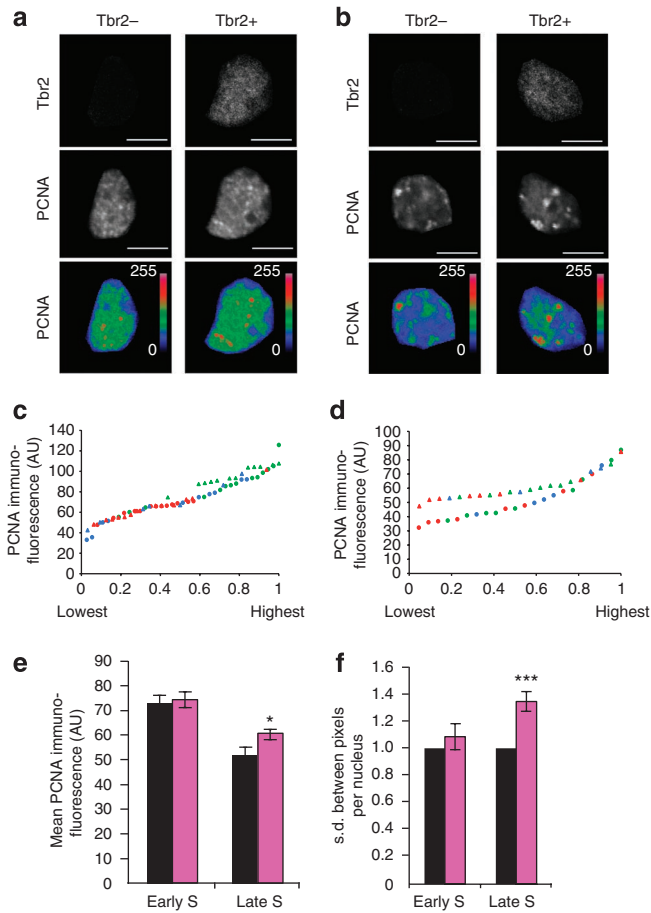 a
Tbr2– Tbr2+
Tbr2
PCNA
PCNA
255 255
0 0
b
Tbr2– Tbr2+
Tbr2
PCNA
PCNA
255 255
0 0
c
PCNA immuno-
fluorescence (AU)
140
120
100
80
60
40
20
0
0 0.2 0.4 0.6 0.8 1
Lowest Highest
d
PCNA immuno-
fluorescence (AU)
100
90
80
70
60
50
40
30
20
10
0
0 0.2 0.4 0.6 0.8 1
Lowest Highest
e
Mean PCNA immuno-
fluorescence (AU)
90
80
70
60
50
40
30
20
10
0
*
Early S Late S
f
s.d. between pixels
per nucleus
1.6
1.4
1.2
1.0
0.8
0.6
0.4
0.2
0
***
Early S Late S